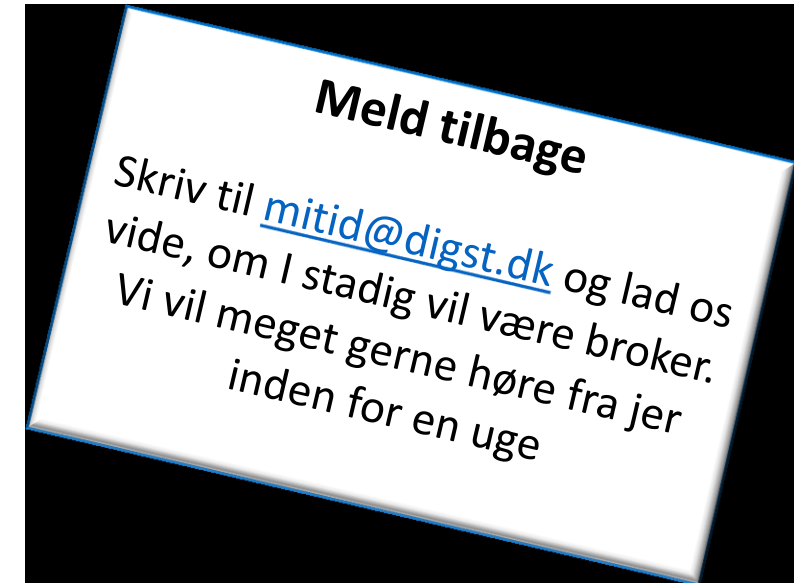 Meld tilbage
Skriv til mitid@digst.dk og lad os
vide, om I stadig vil være broker.
Vi vil meget gerne høre fra jer
inden for en uge